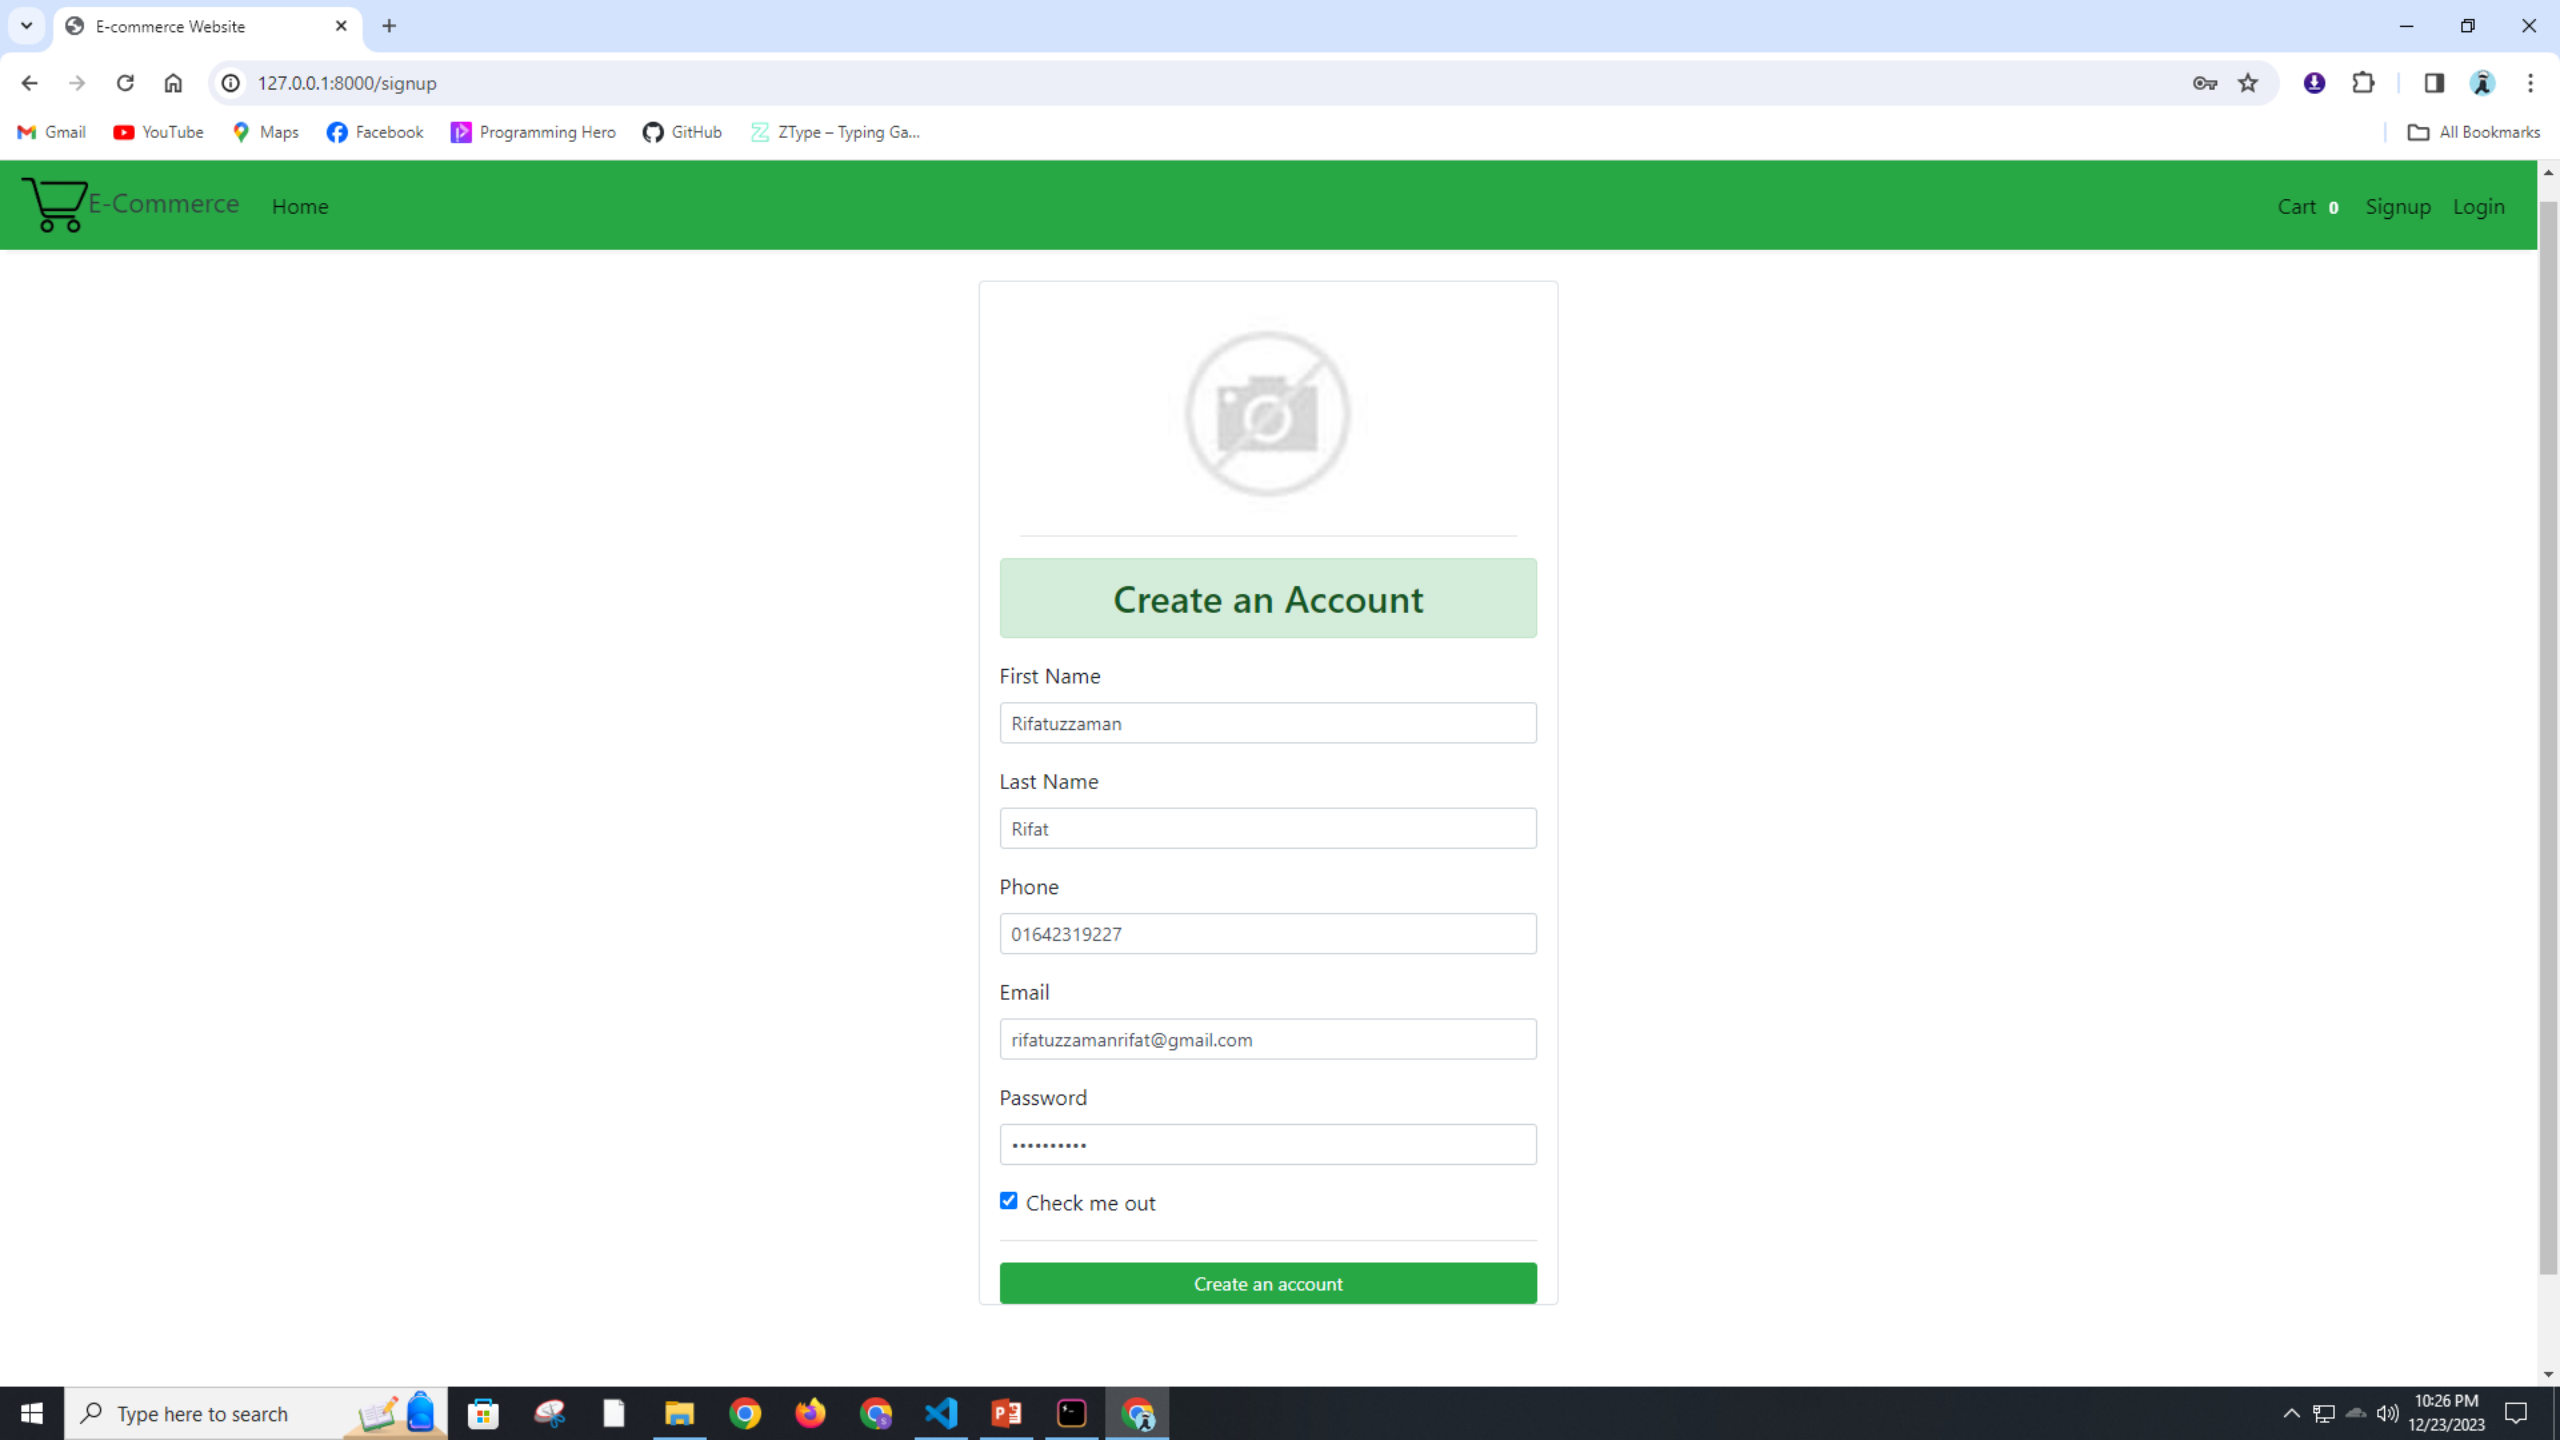 E-commerce Website
127.0.0.1:8000/signup
Gmail YouTube Maps Facebook Programming Hero GitHub ZType – Typing Ga... All Bookmarks
E-Commerce Home Cart 0 Signup Login
Create an Account
First Name
Rifatuzzaman
Last Name
Rifat
Phone
01642319227
Email
rifatuzzamanrifat@gmail.com
Password
••••••••••
Check me out
Create an account
Type here to search
10:26 PM
12/23/2023